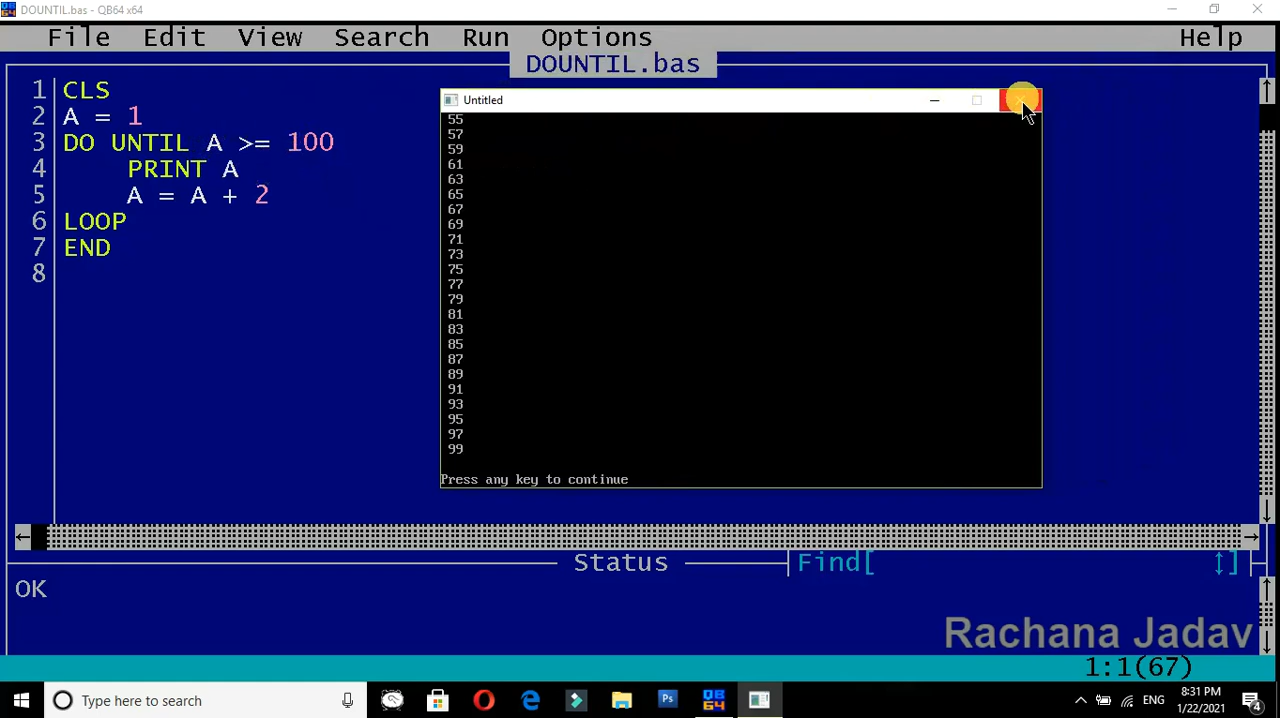 DOUNTIL.bas - QB64 x64
File Edit View Search Run Options Help
DOUNTIL.bas
1 CLS
2 A = 1
3 DO UNTIL A >= 100
4 PRINT A
5 A = A + 2
6 LOOP
7 END
8
Untitled
55
57
59
61
63
65
67
69
71
73
75
77
79
81
83
85
87
89
91
93
95
97
99
Press any key to continue
Status
Find[ ↕]
OK
Rachana Jadav
1:1(67)
Type here to search
Ps
QB
64
ENG
8:31 PM
1/22/2021
4